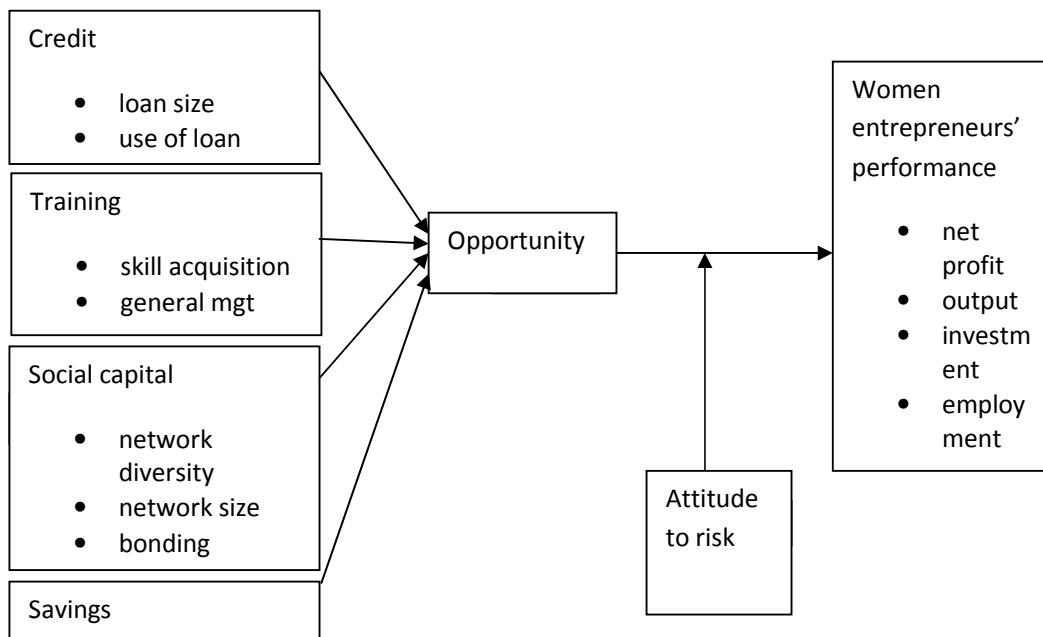 Credit
• loan size
• use of loan
Training
• skill acquisition
• general mgt
Social capital
• network
diversity
• network size
• bonding
Savings
Opportunity
Attitude
to risk
Women
entrepreneurs’
performance
• net
profit
• output
• investm
ent
• employ
ment